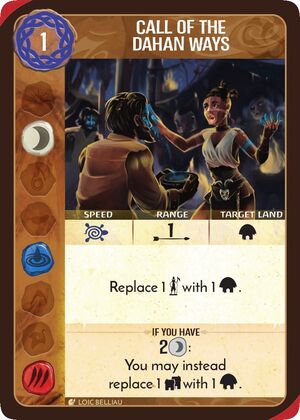 1
CALL OF THE
DAHAN WAYS
SPEED RANGE TARGET LAND
1
Replace 1 with 1 .
IF YOU HAVE
2 :
You may instead
replace 1 with 1 .
LOIC BELLIAU